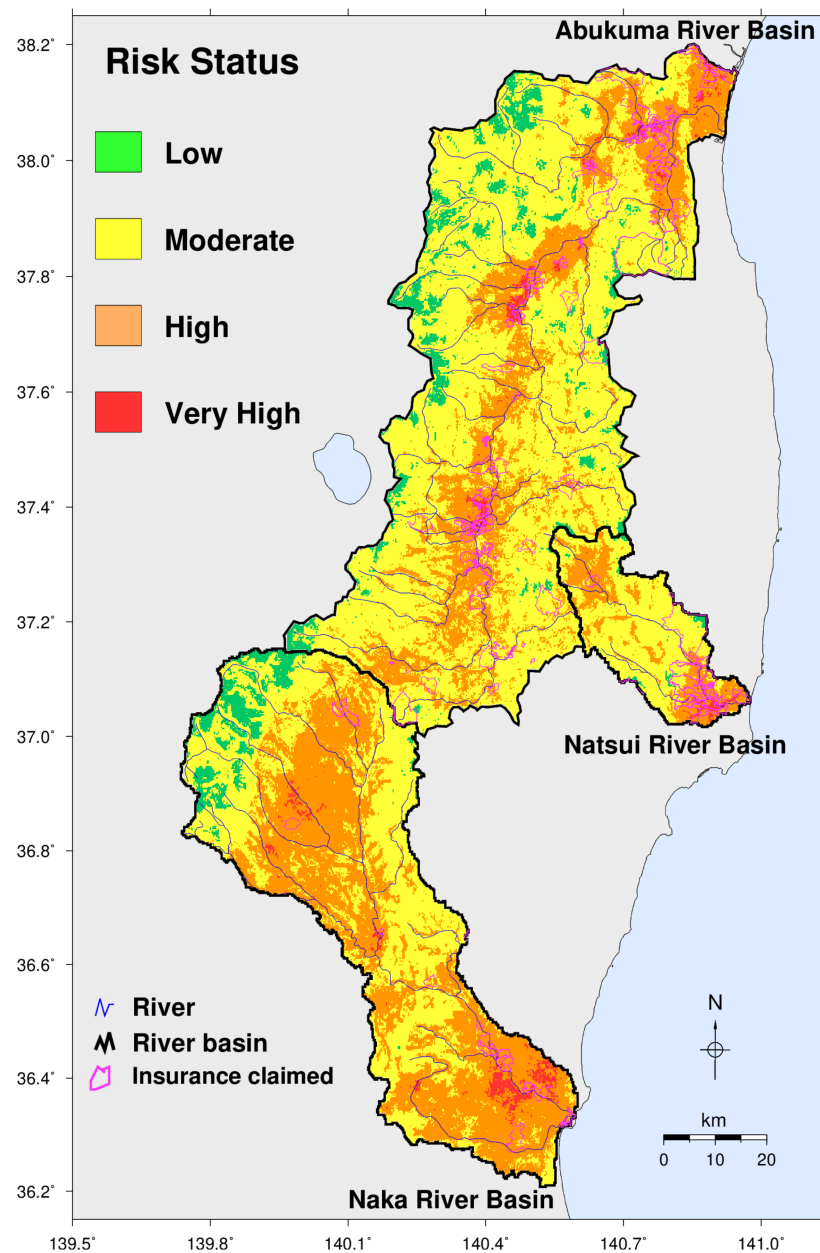 Abukuma River Basin
Risk Status
Low
Moderate
High
Very High
38.2°
38.0°
37.8°
37.6°
37.4°
37.2°
37.0°
36.8°
36.6°
36.4°
36.2°
Natsui River Basin
River
River basin
Insurance claimed
N
km
0 10 20
Naka River Basin
139.5° 139.8° 140.1° 140.4° 140.7° 141.0°